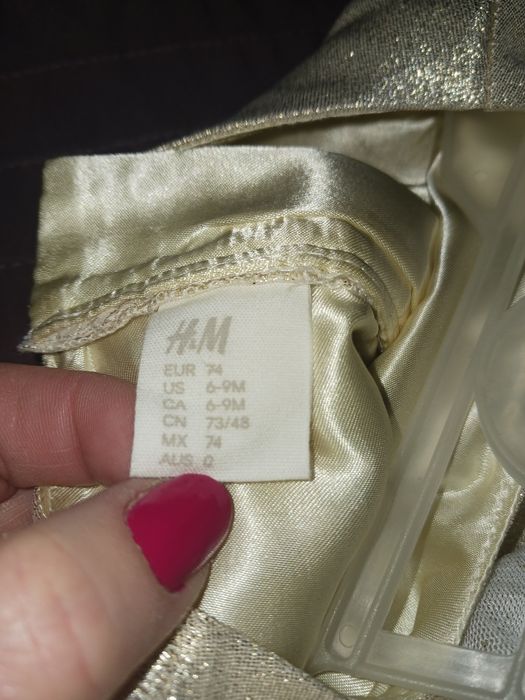 H&M
EUR 74
US 6-9M
CA 6-9M
CN 73/48
MX 74
AUS 0